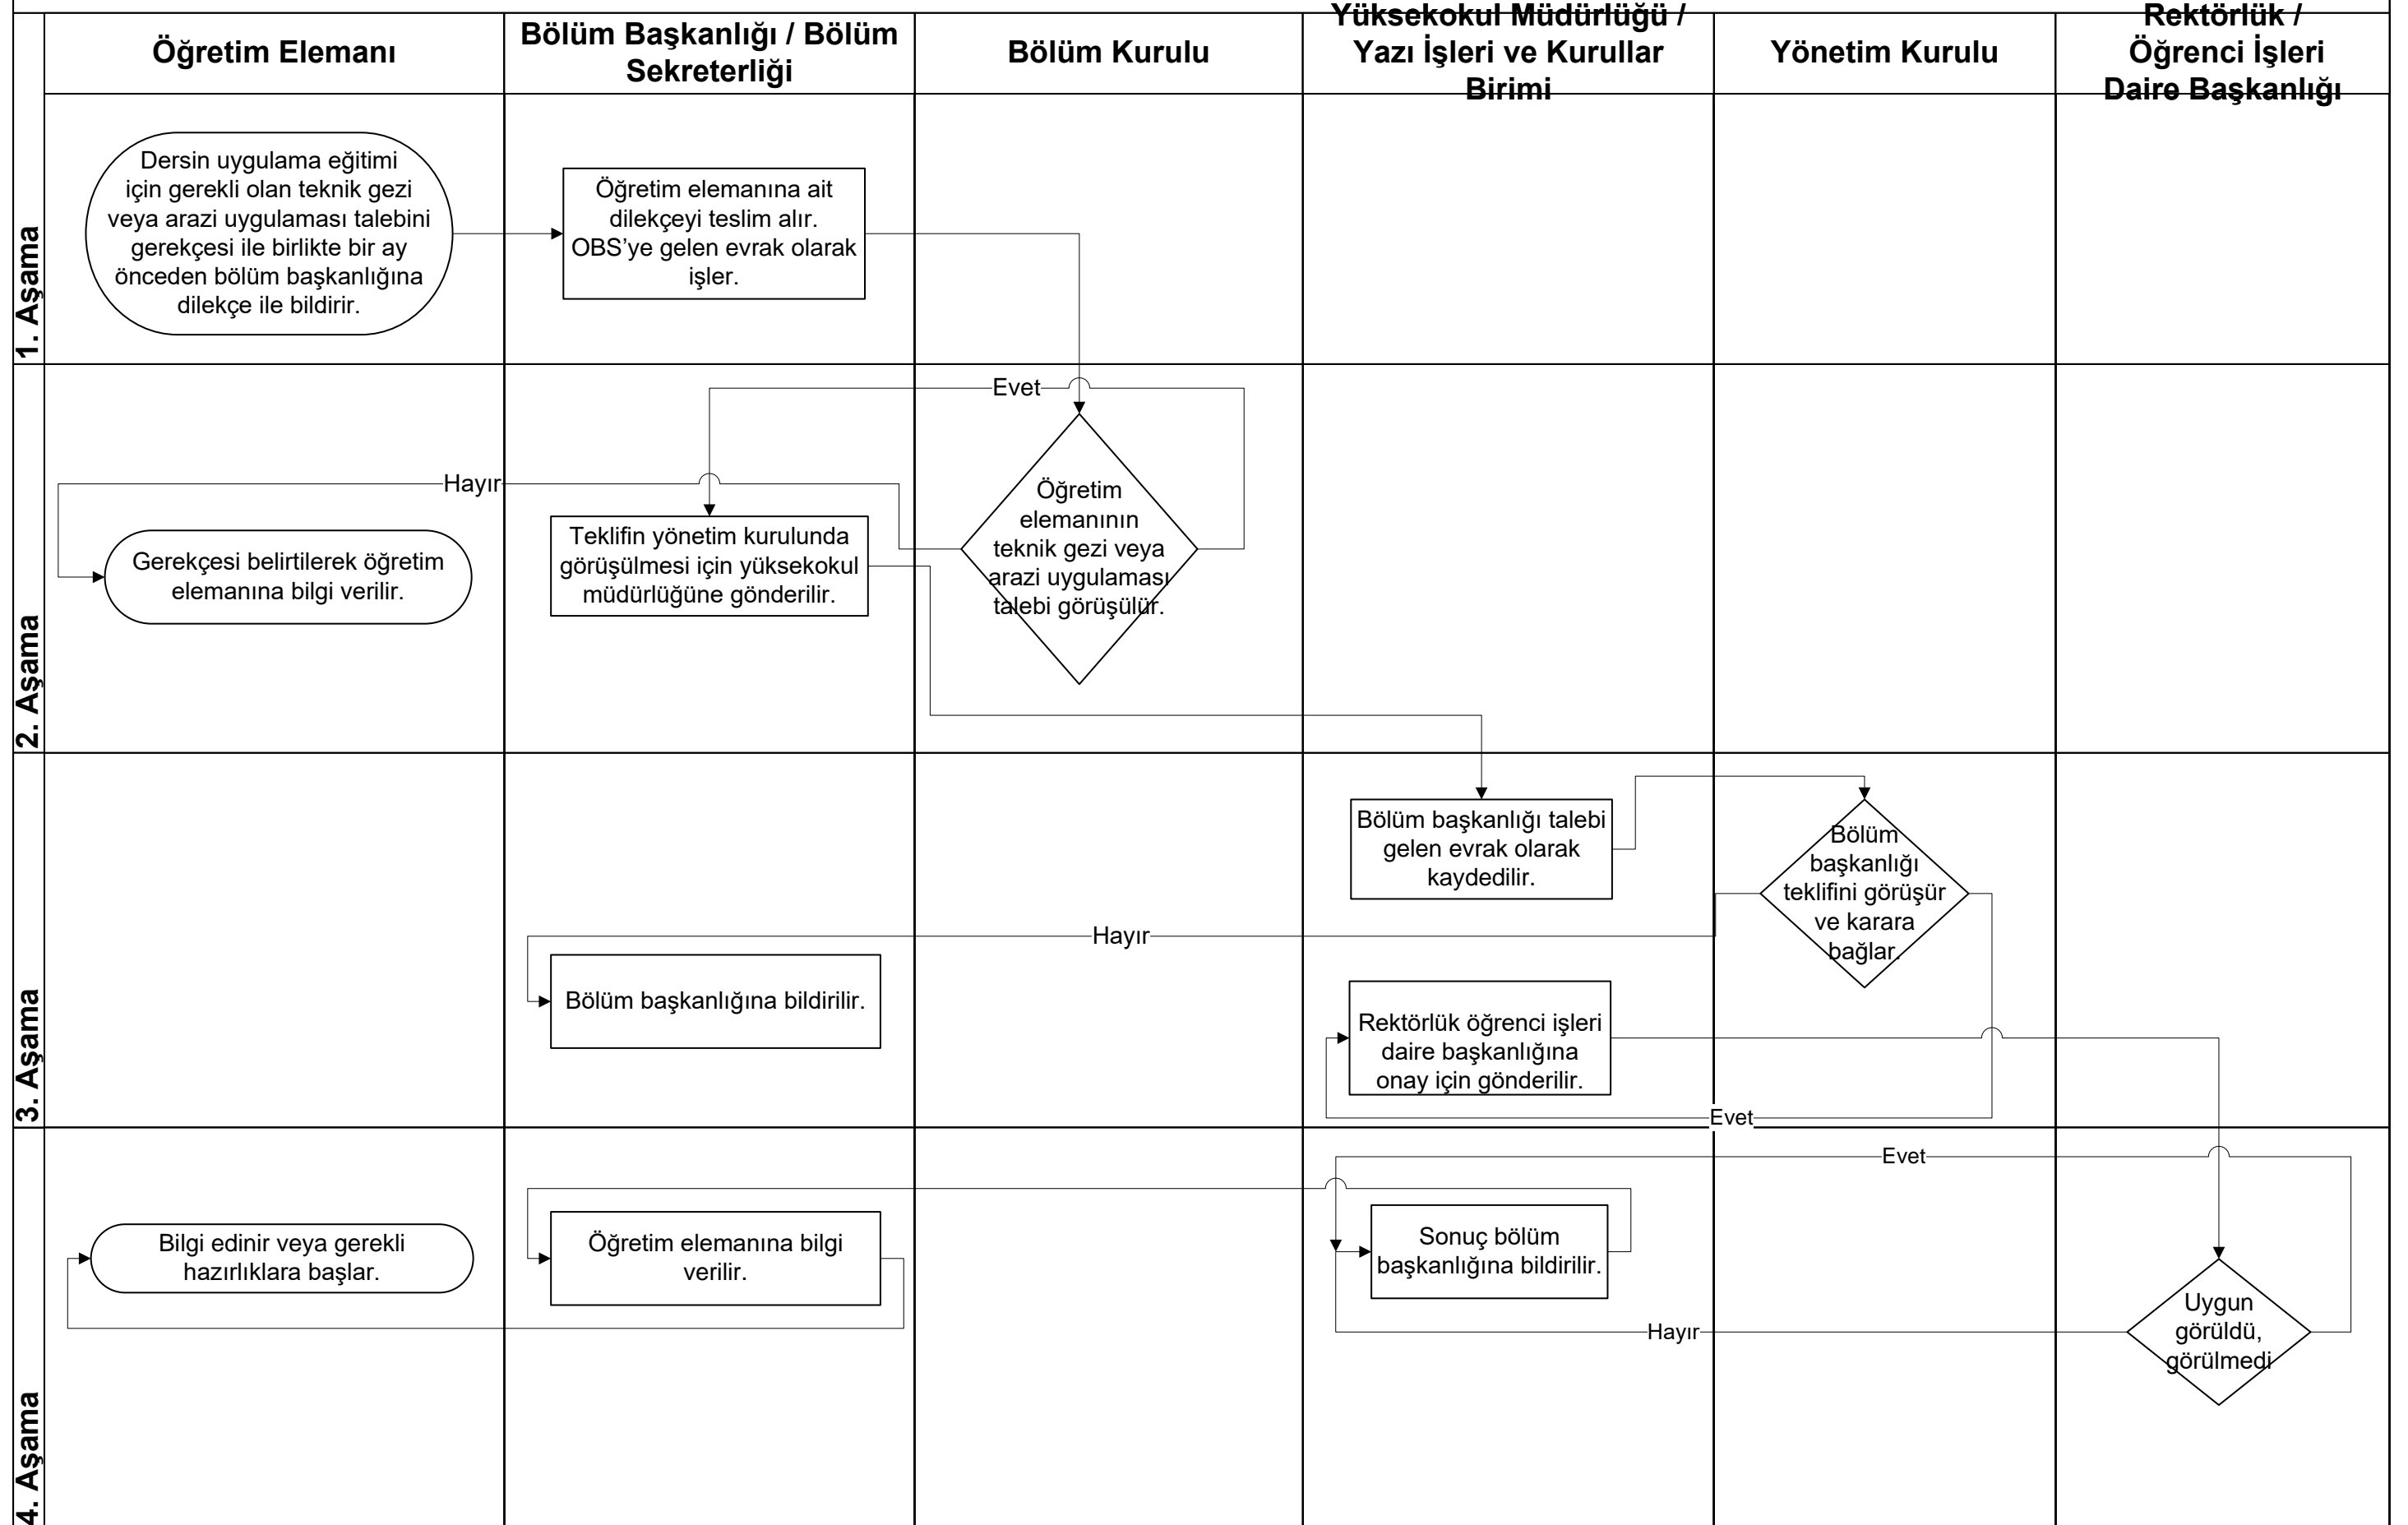 Öğretim Elemanı
Bölüm Başkanlığı / Bölüm
Sekreterliği
Bölüm Kurulu
Yüksekokul Müdürlüğü /
Yazı İşleri ve Kurullar
Birimi
Yönetim Kurulu
Rektörlük /
Öğrenci İşleri
Daire Başkanlığı
1. Aşama
Dersin uygulama eğitimi
için gerekli olan teknik gezi
veya arazi uygulaması talebini
gerekçesi ile birlikte bir ay
önceden bölüm başkanlığına
dilekçe ile bildirir.
Öğretim elemanına ait
dilekçeyi teslim alır.
OBS’ye gelen evrak olarak
işler.
2. Aşama
Evet
Hayır
Gerekçesi belirtilerek öğretim
elemanına bilgi verilir.
Teklifin yönetim kurulunda
görüşülmesi için yüksekokul
müdürlüğüne gönderilir.
Öğretim
elemanının
teknik gezi veya
arazi uygulaması
talebi görüşülür.
3. Aşama
Bölüm başkanlığı talebi
gelen evrak olarak
kaydedilir.
Bölüm
başkanlığı
teklifini görüşür
ve karara
bağlar.
Hayır
Bölüm başkanlığına bildirilir.
Rektörlük öğrenci işleri
daire başkanlığına
onay için gönderilir.
Evet
4. Aşama
Evet
Bilgi edinir veya gerekli
hazırlıklara başlar.
Öğretim elemanına bilgi
verilir.
Sonuç bölüm
başkanlığına bildirilir.
Hayır
Uygun
görüldü,
görülmedi